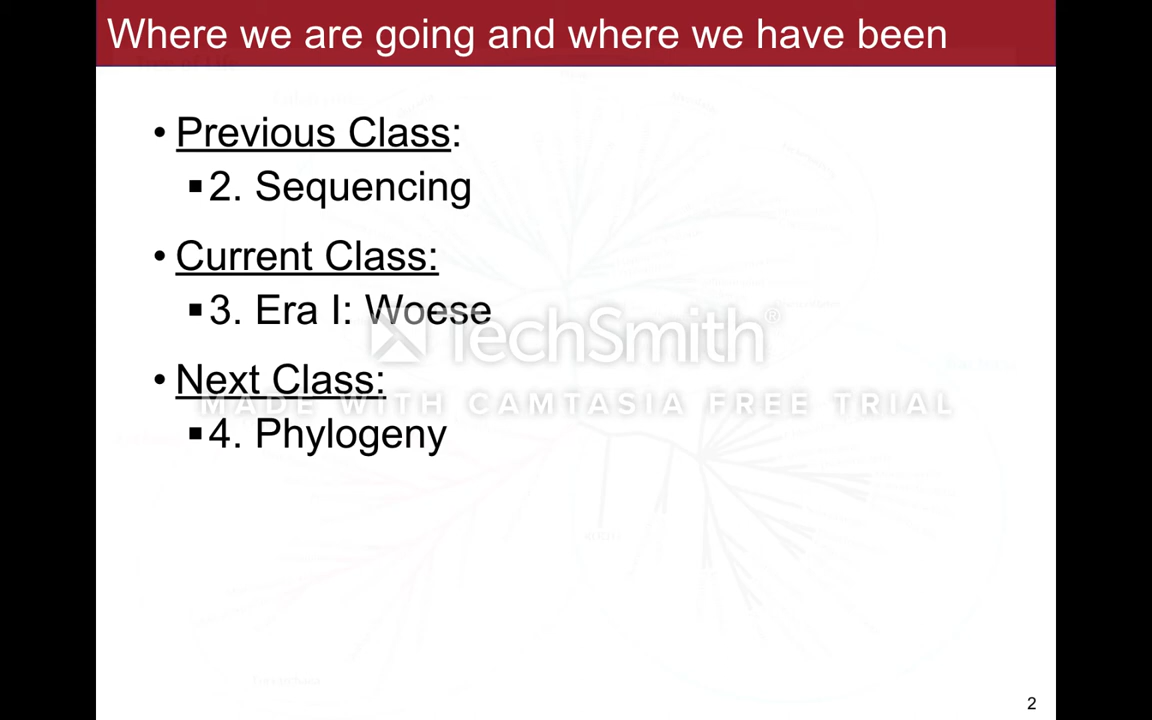 Where we are going and where we have been
• Previous Class:
▪ 2. Sequencing
• Current Class:
▪ 3. Era I: Woese
TechSmith®
• Next Class:
MADE WITH CAMTASIA FREE TRIAL
▪ 4. Phylogeny
2